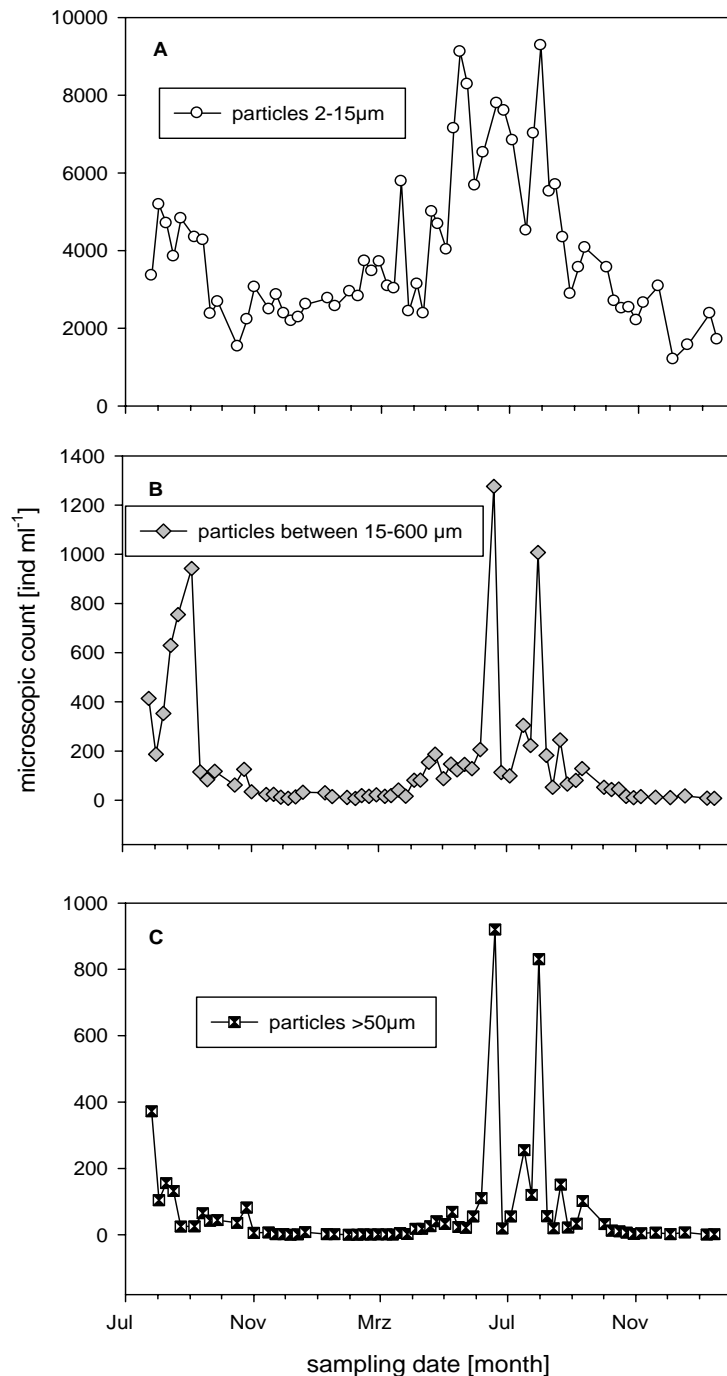 10000
A
8000
particles 2-15µm
6000
4000
2000
0
1400
B
1200
particles between 15-600 µm
1000
800
600
400
200
0
microscopic count [ind ml-1]
1000
C
800
particles >50µm
600
400
200
0
Jul Nov Mrz Jul Nov
sampling date [month]